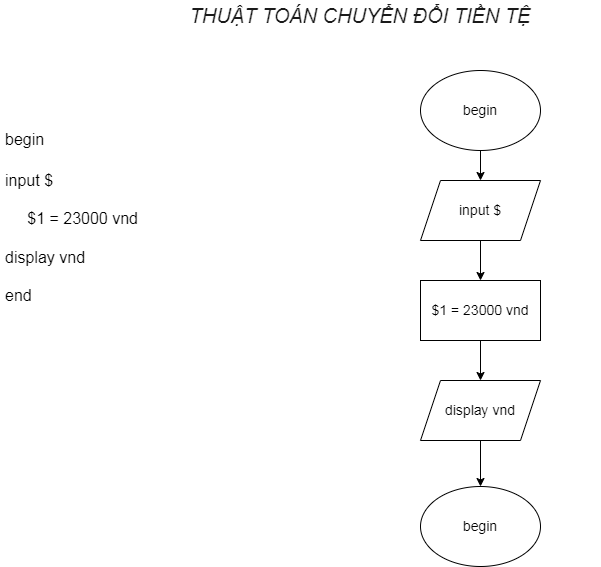 THUẬT TOÁN CHUYỂN ĐỔI TIỀN TỆ
begin
input $
$1 = 23000 vnd
display vnd
end
begin
input $
$1 = 23000 vnd
display vnd
begin